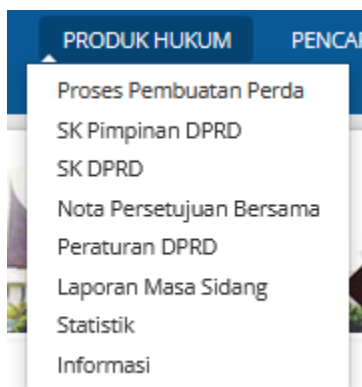 PRODUK HUKUM PENCA
Proses Pembuatan Perda
SK Pimpinan DPRD
SK DPRD
Nota Persetujuan Bersama
Peraturan DPRD
Laporan Masa Sidang
Statistik
Informasi